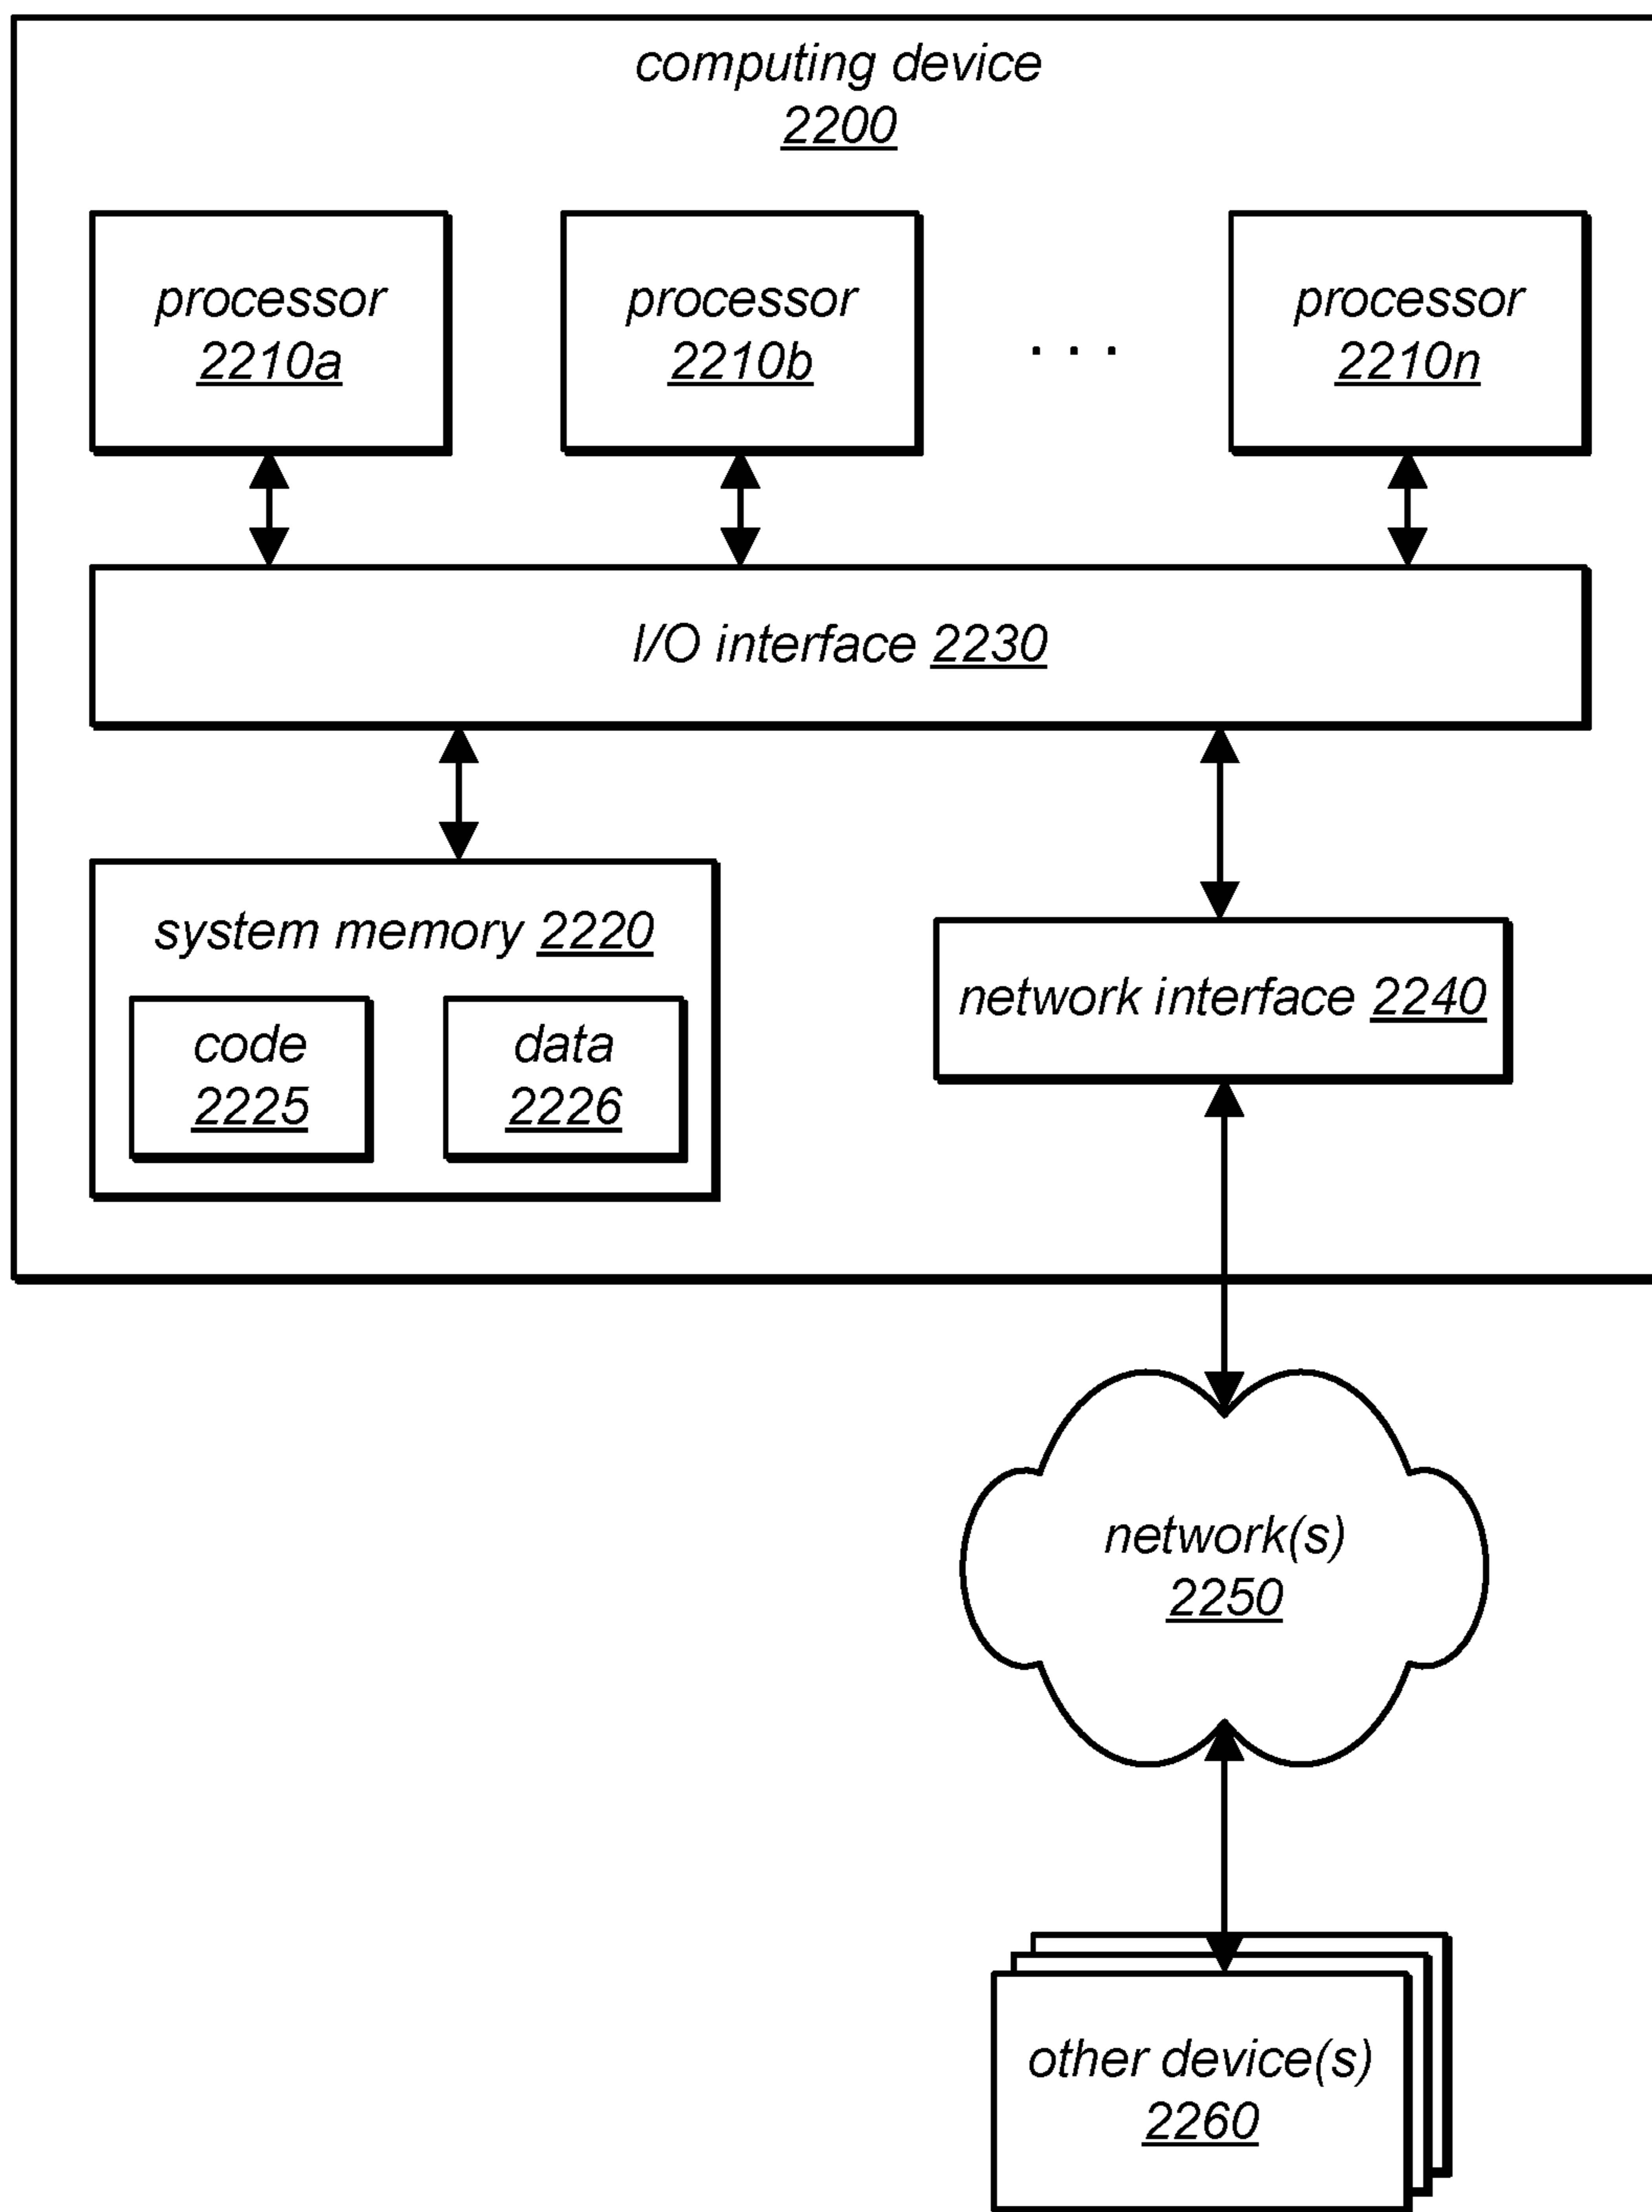 computing device
2200
processor
2210a
processor
2210b
. . .
processor
2210n
I/O interface 2230
system memory 2220
code
2225
data
2226
network interface 2240
network(s)
2250
other device(s)
2260